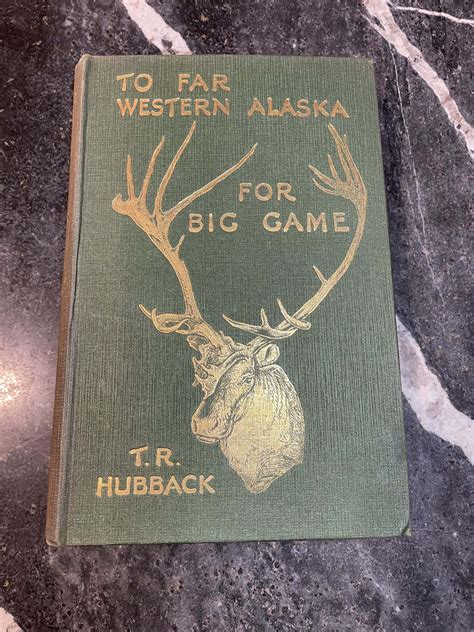 TO FAR
WESTERN ALASKA
FOR
BIG GAME
T. R.
HUBBACK